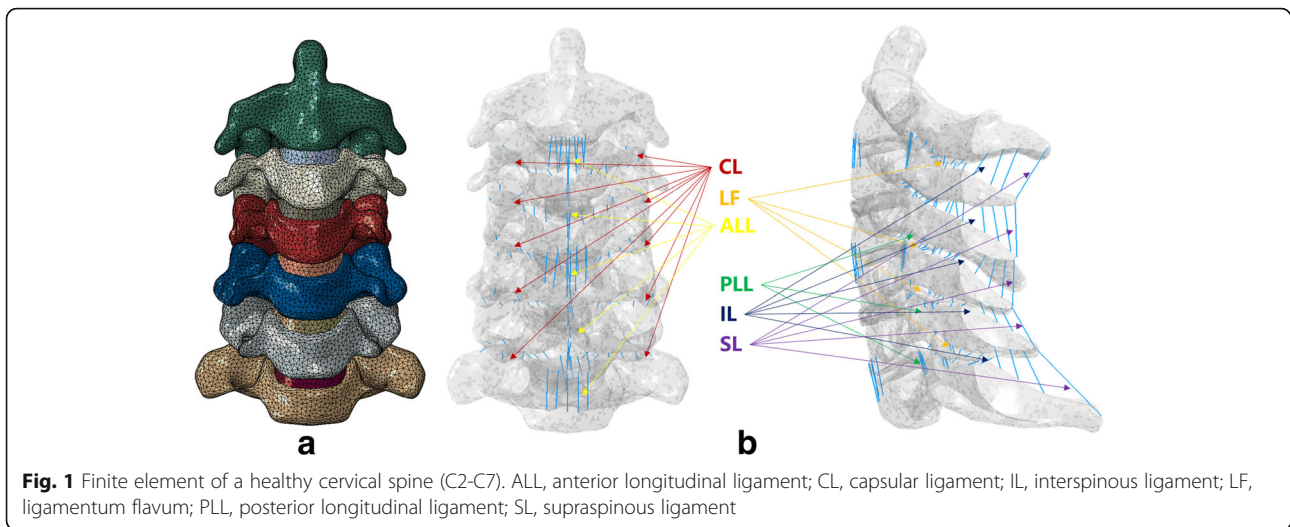 CL
LF
ALL
PLL
IL
SL
a
b
Fig. 1 Finite element of a healthy cervical spine (C2-C7). ALL, anterior longitudinal ligament; CL, capsular ligament; IL, interspinous ligament; LF,
ligamentum flavum; PLL, posterior longitudinal ligament; SL, supraspinous ligament